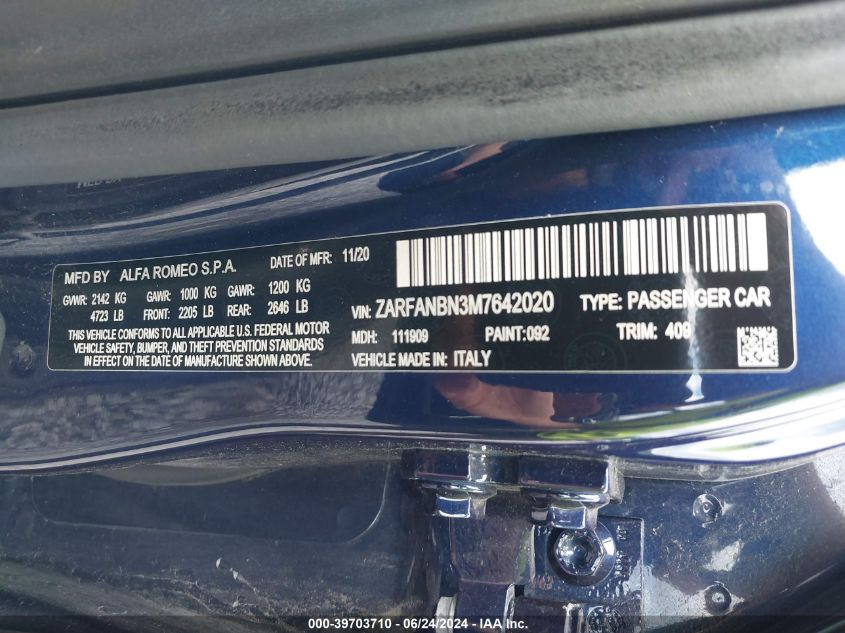 MFD BY ALFA ROMEO S.P.A. DATE OF MFR: 11/20
GVWR: 2142 KG GAWR: 1000 KG GAWR: 1200 KG
4723 LB FRONT: 2205 LB REAR: 2646 LB
THIS VEHICLE CONFORMS TO ALL APPLICABLE U.S. FEDERAL MOTOR
VEHICLE SAFETY, BUMPER, AND THEFT PREVENTION STANDARDS
IN EFFECT ON THE DATE OF MANUFACTURE SHOWN ABOVE.
VIN: ZARFANBN3M7642020 TYPE: PASSENGER CAR
MDH: 111909 PAINT: 092 TRIM: 409
VEHICLE MADE IN: ITALY
000-39703710 - 06/24/2024 - IAA Inc.